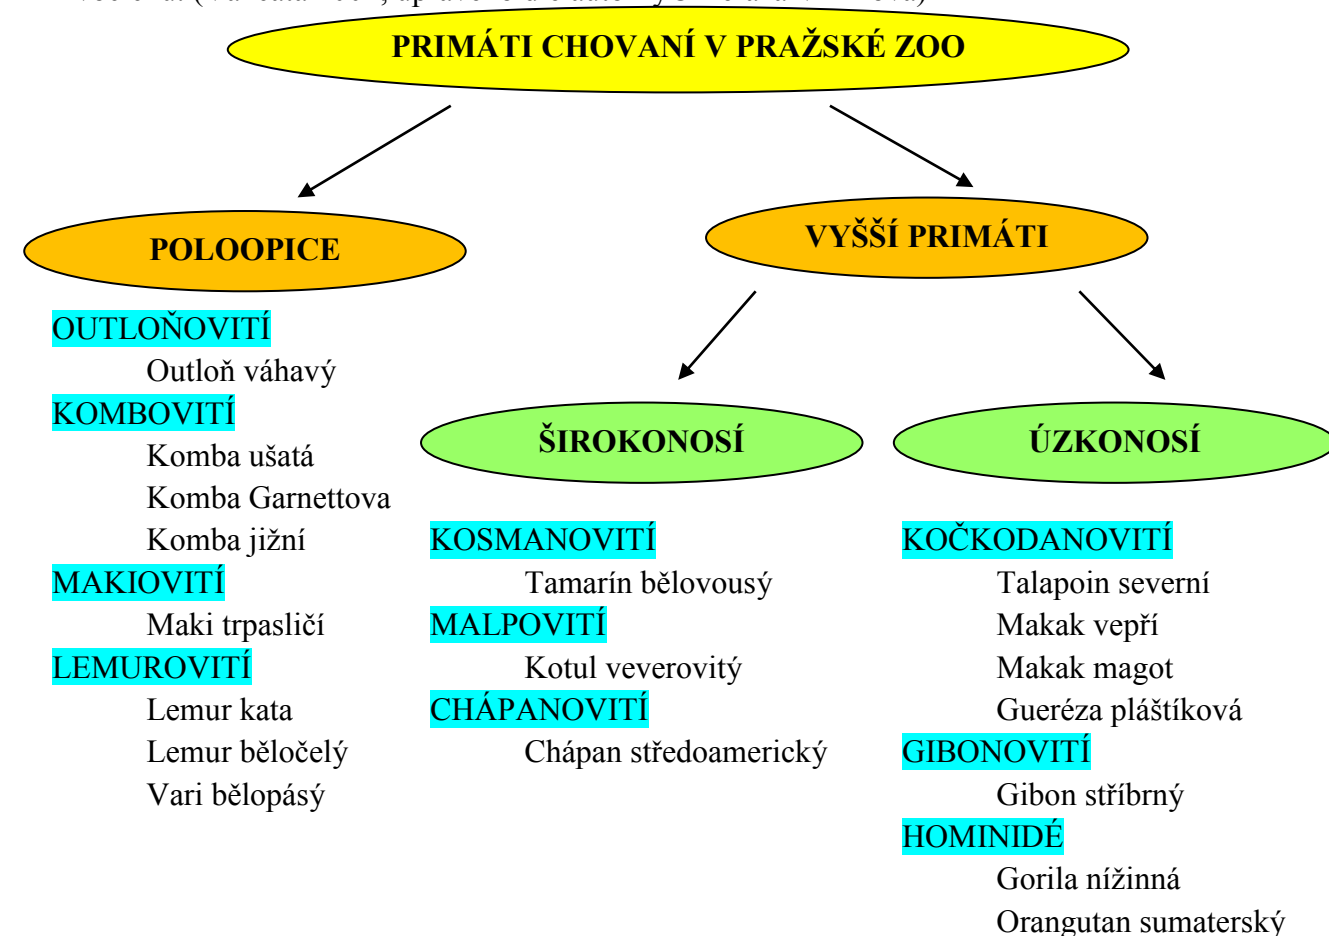 PRIMÁTI CHOVANÍ V PRAŽSKÉ ZOO
POLOOPICE
VYŠŠÍ PRIMÁTI
OUTLOŇOVITÍ
Outloň váhavý
KOMBOVITÍ
Komba ušatá
Komba Garnettova
Komba jižní
MAKIOVITÍ
Maki trpasličí
LEMUROVITÍ
Lemur kata
Lemur běločelý
Vari bělopásý
ŠIROKONOSÍ
KOSMANOVITÍ
Tamarín bělovousý
MALPOVITÍ
Kotul veverovitý
CHÁPANOVITÍ
Chápan středoamerický
ÚZKONOSÍ
KOČKODANOVITÍ
Talapoin severní
Makak vepří
Makak magot
Gueréza pláštíková
GIBONOVITÍ
Gibon stříbrný
HOMINIDÉ
Gorila nížinná
Orangutan sumaterský